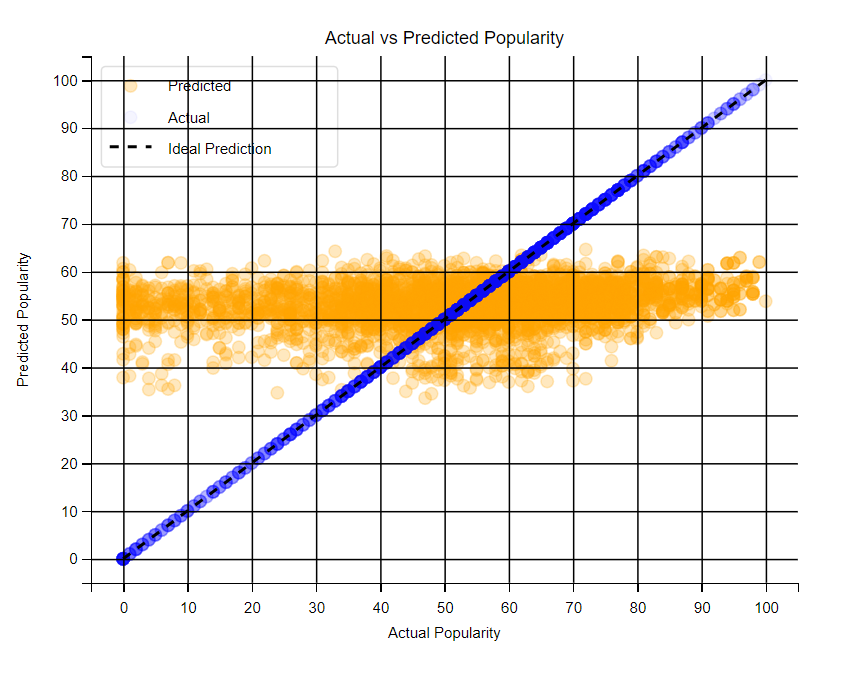 Actual vs Predicted Popularity
Predicted
Actual
Ideal Prediction
100
90
80
70
60
50
40
30
20
10
0
Predicted Popularity
0 10 20 30 40 50 60 70 80 90 100
Actual Popularity